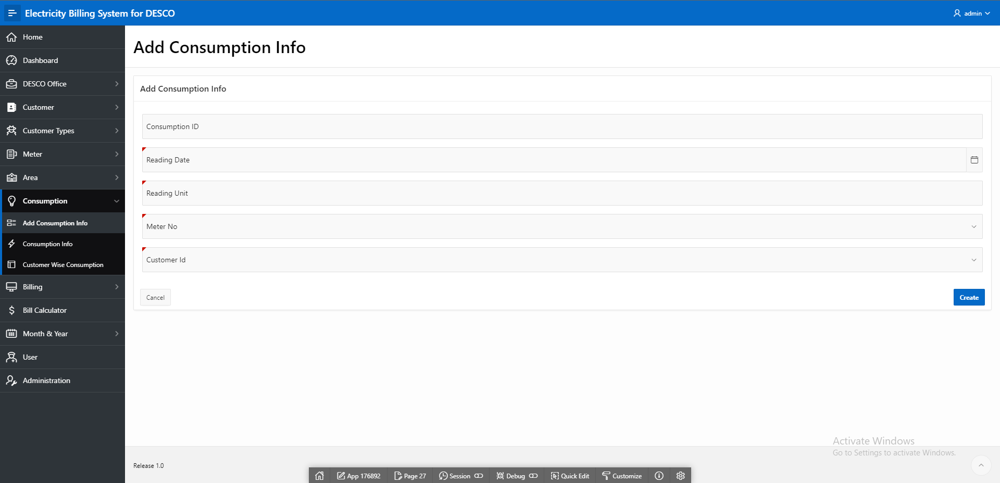 Electricity Billing System for DESCO
admin
Home
Dashboard
DESCO Office
Customer
Customer Types
Meter
Area
Consumption
Add Consumption Info
Consumption Info
Customer Wise Consumption
Billing
Bill Calculator
Month & Year
User
Administration
Add Consumption Info
Add Consumption Info
Consumption ID
Reading Date
Reading Unit
Meter No
Customer Id
Cancel
Create
Activate Windows
Go to Settings to activate Windows.
Release 1.0
App 176892
Page 27
Session
Debug
Quick Edit
Customize